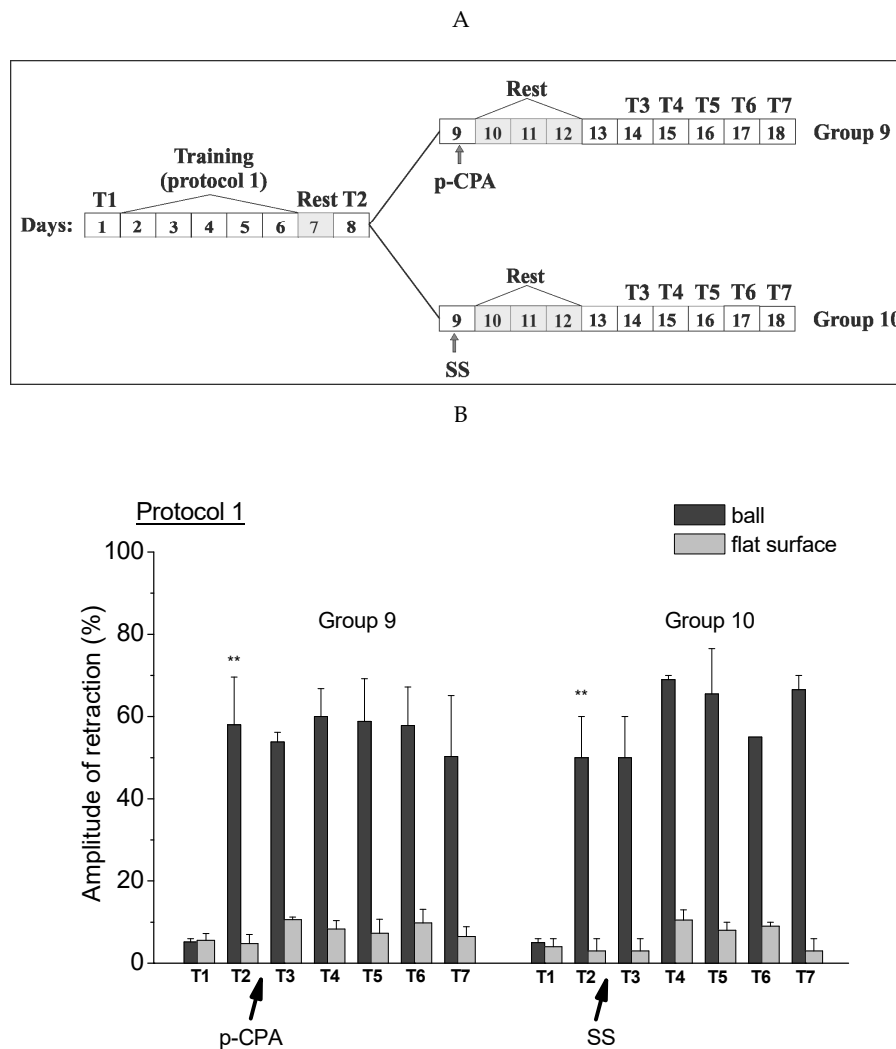 A
Rest
T3 T4 T5 T6 T7
9 10 11 12 13 14 15 16 17 18 Group 9
p-CPA
Training
(protocol 1)
T1 Rest T2
Days: 1 2 3 4 5 6 7 8
Rest
T3 T4 T5 T6 T7
9 10 11 12 13 14 15 16 17 18 Group 10
SS
B
Protocol 1
ball
flat surface
Amplitude of retraction (%)
100
80
60
40
20
0
Group 9 Group 10
** **
T1 T2 T3 T4 T5 T6 T7 T1 T2 T3 T4 T5 T6 T7
p-CPA SS